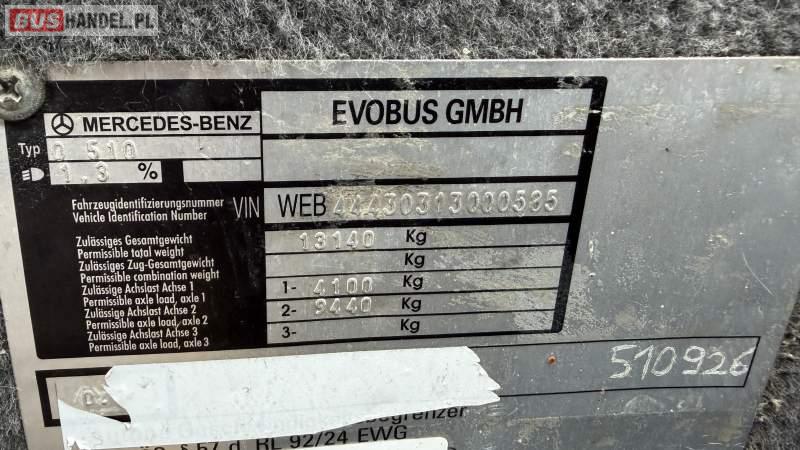 BUSHANDEL.PL
MERCEDES-BENZ
EVOBUS GMBH
Typ O 510
1,3 %
Fahrzeugidentifizierungsnummer
Vehicle Identification Number
VIN WEB44430313000535
Zulässiges Gesamtgewicht 13140 Kg
Permissible total weight
Zulässiges Zug-Gesamtgewicht Kg
Permissible combination weight
Zulässige Achslast Achse 1 1- 4100 Kg
Permissible axle load, axle 1
Zulässige Achslast Achse 2 2- 9440 Kg
Permissible axle load, axle 2
Zulässige Achslast Achse 3 3- Kg
Permissible axle load, axle 3
510926
§ 57 d RL 92/24 EWG